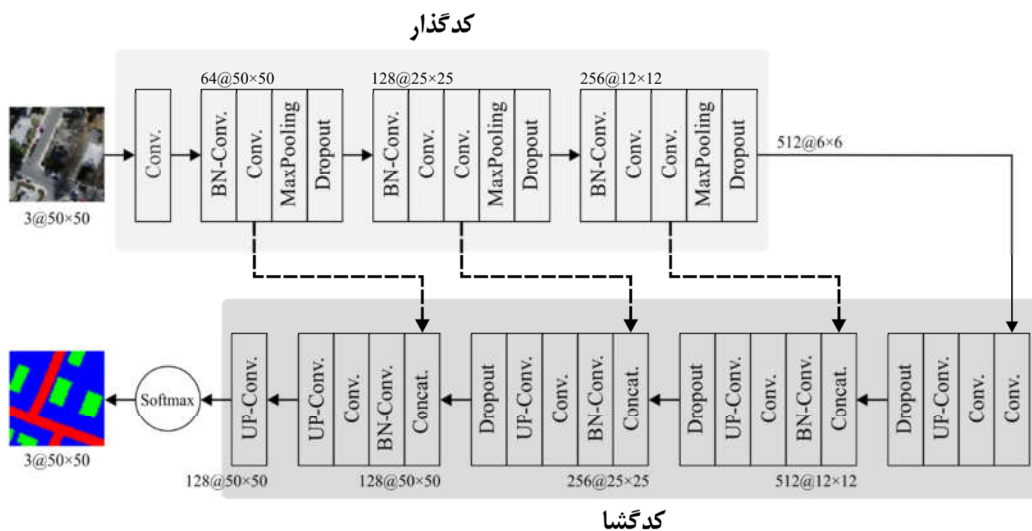 کدگذار
64@50×50
128@25×25
256@12×12
Conv.
BN-Conv.
Conv.
MaxPooling
Dropout
BN-Conv.
Conv.
Conv.
MaxPooling
Dropout
BN-Conv.
Conv.
Conv.
MaxPooling
Dropout
512@6×6
3@50×50
Softmax
UP-Conv.
UP-Conv.
Conv.
BN-Conv.
Concat.
Dropout
UP-Conv.
Conv.
BN-Conv.
Concat.
Dropout
UP-Conv.
Conv.
BN-Conv.
Concat.
Dropout
UP-Conv.
Conv.
Conv.
3@50×50
128@50×50
128@50×50
256@25×25
512@12×12
کدگشا